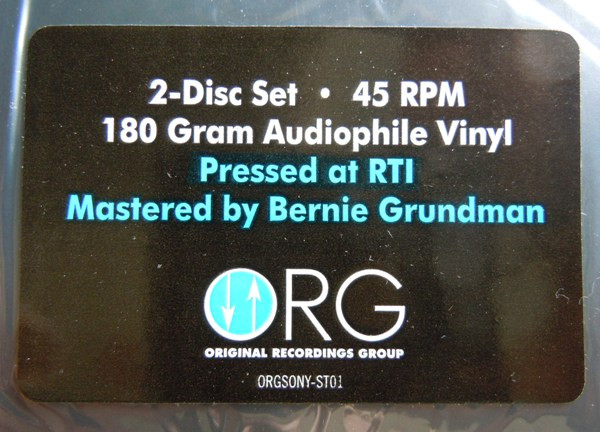 2-Disc Set • 45 RPM
180 Gram Audiophile Vinyl
Pressed at RTI
Mastered by Bernie Grundman
ORG
ORIGINAL RECORDINGS GROUP
ORGSONY-ST01